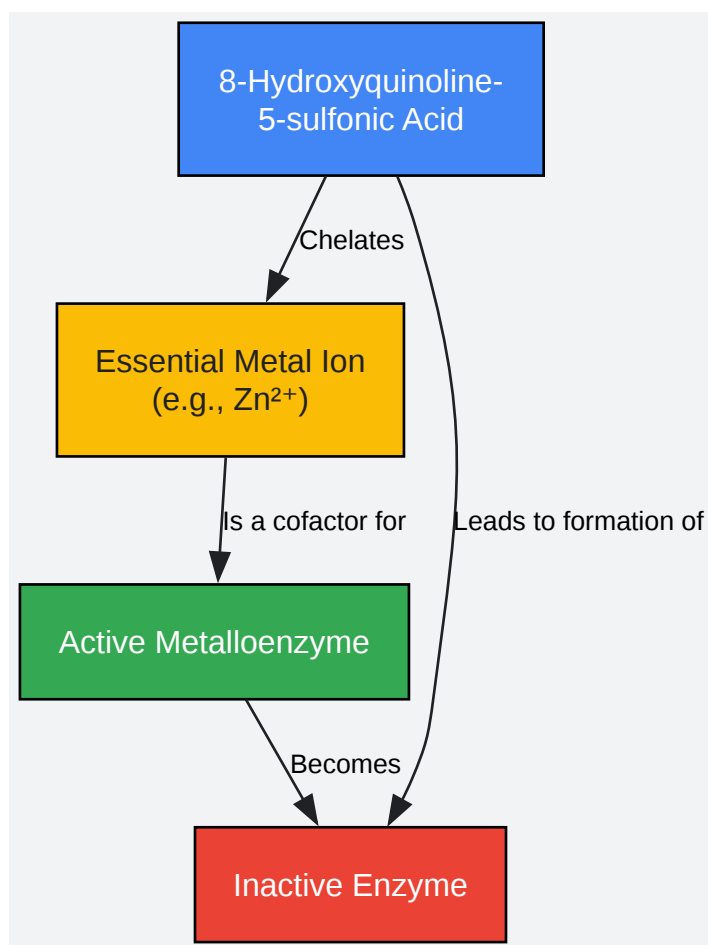 8-Hydroxyquinoline-
5-sulfonic Acid
Chelates
Essential Metal Ion
(e.g., Zn²⁺)
Is a cofactor for
Leads to formation of
Active Metalloenzyme
Becomes
Inactive Enzyme